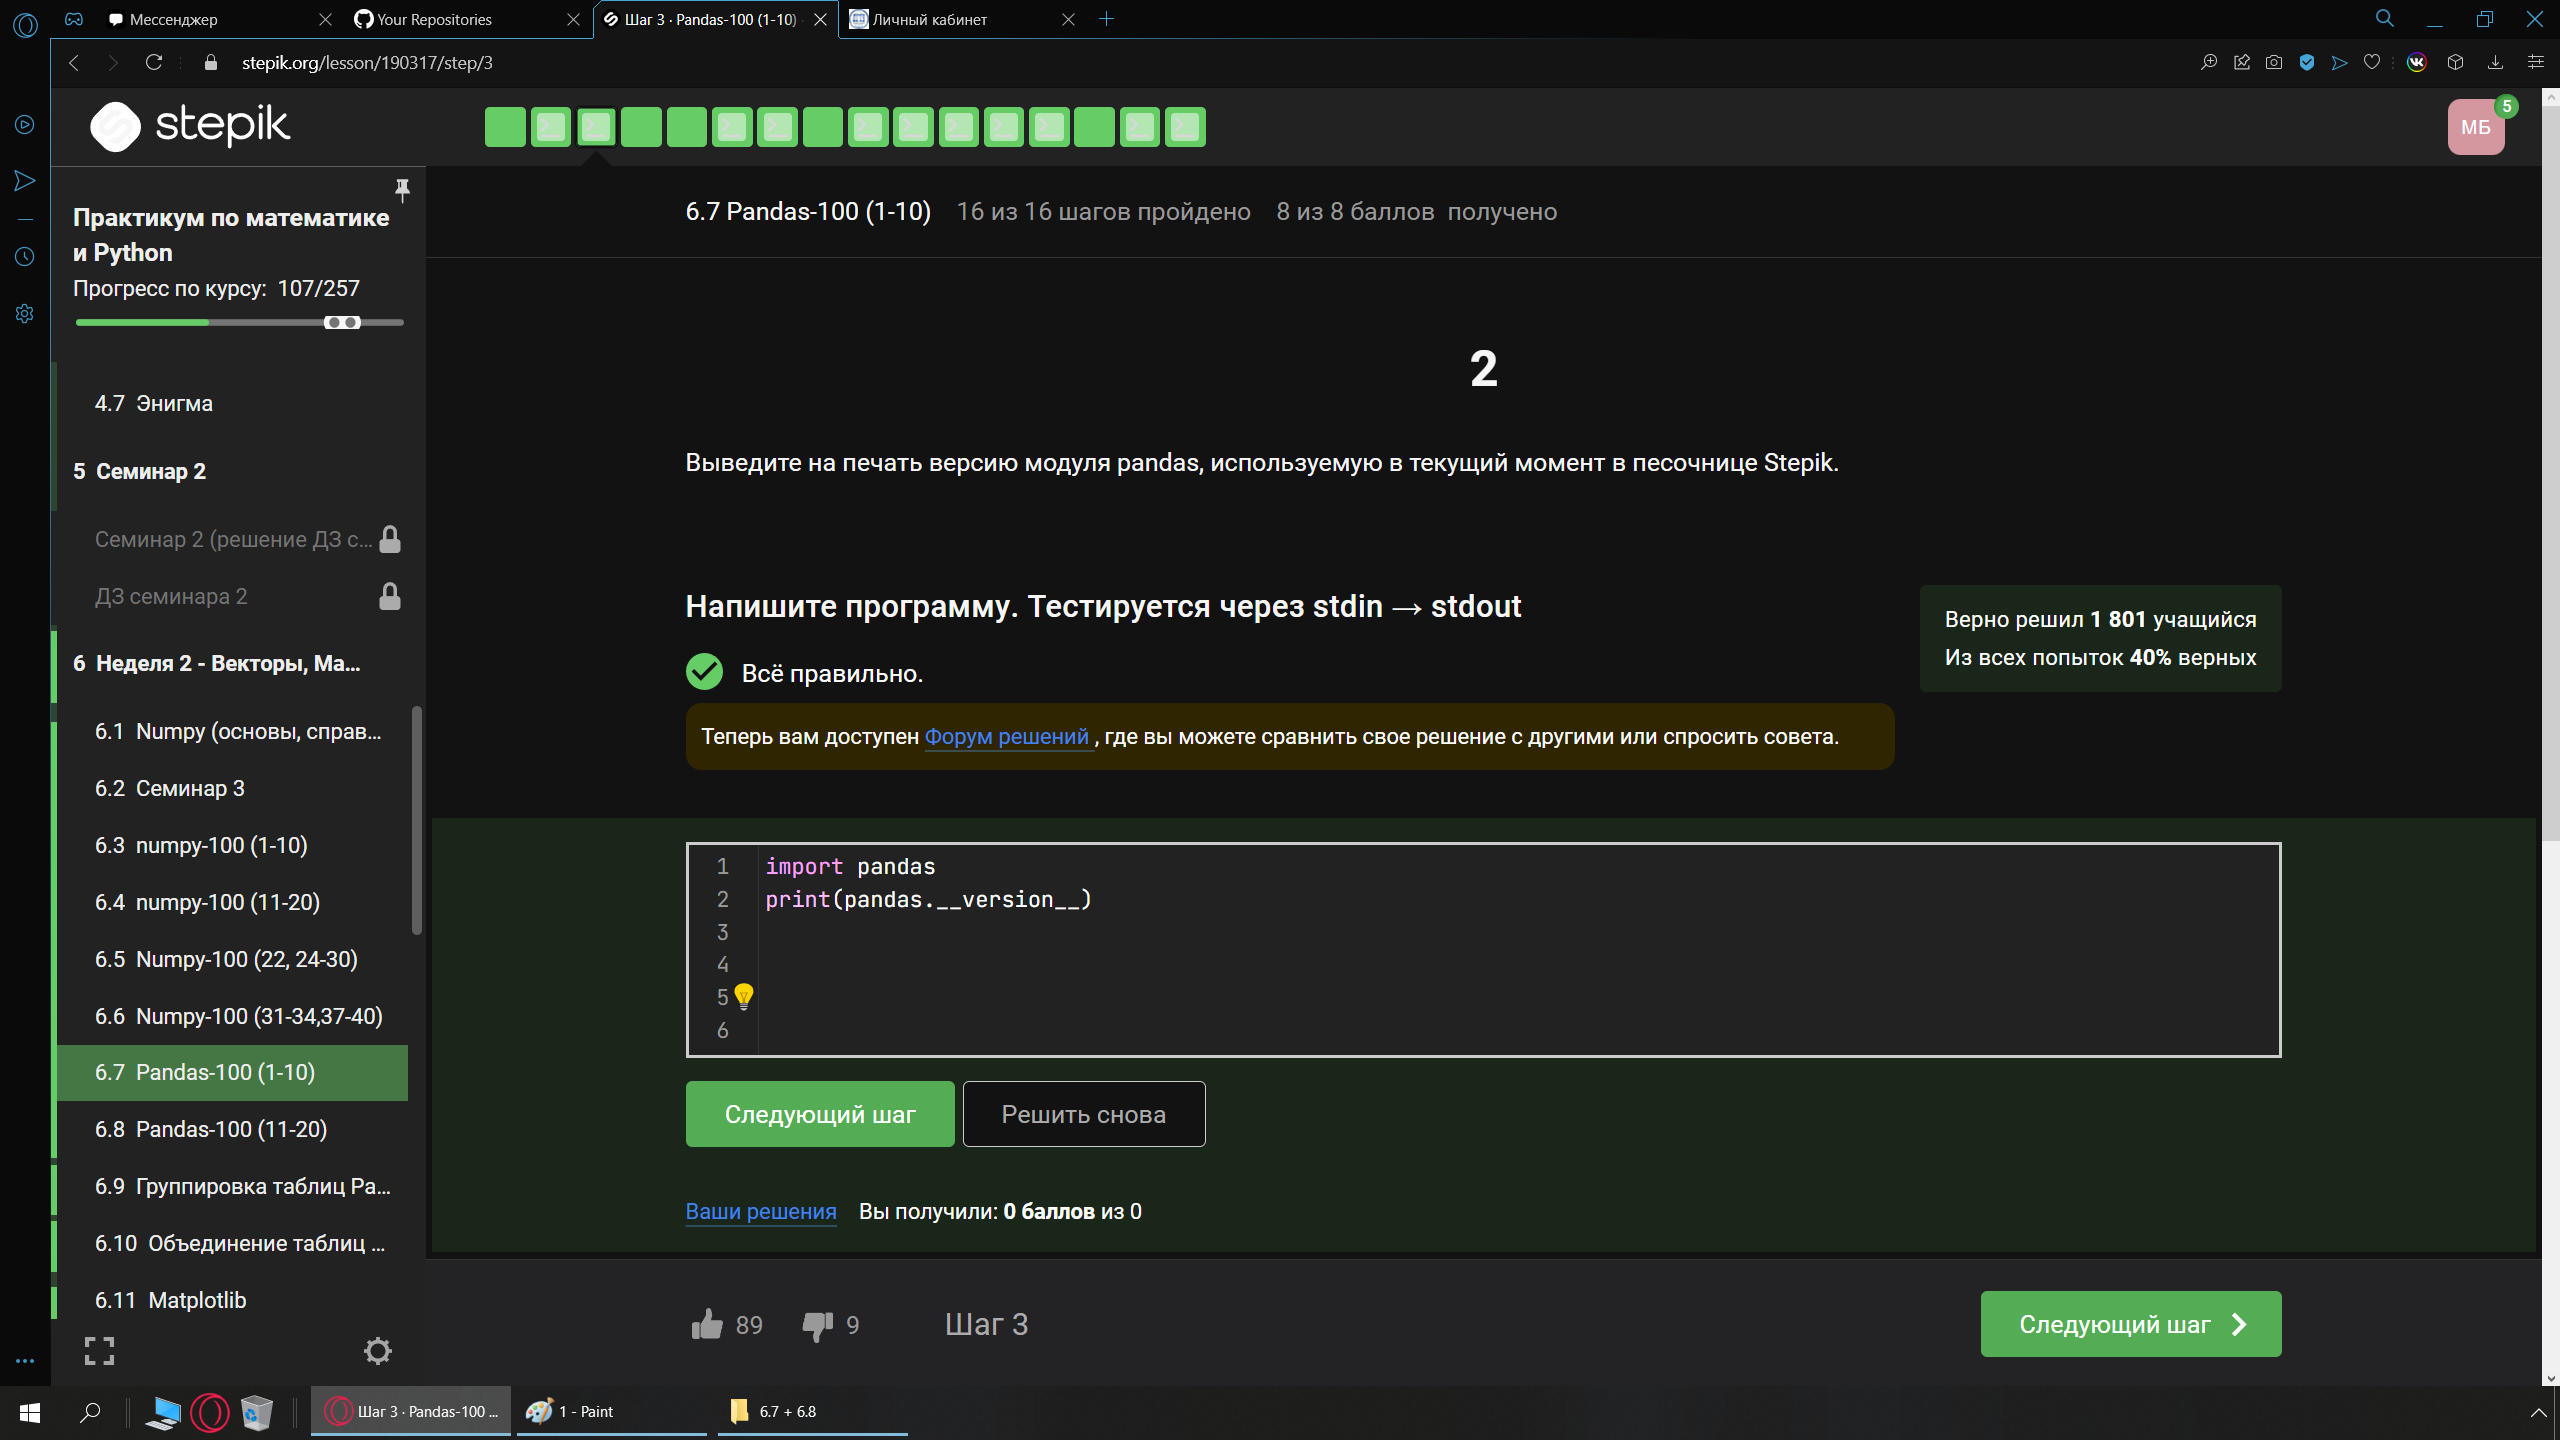 Мессенджер
Your Repositories
Шаг 3 · Pandas-100 (1-10)
Личный кабинет
stepik.org/lesson/190317/step/3
stepik
МБ
5
Практикум по математике
и Python
Прогресс по курсу: 107/257
4.7 Энигма
5 Семинар 2
Семинар 2 (решение ДЗ с...
ДЗ семинара 2
6 Неделя 2 - Векторы, Ма...
6.1 Numpy (основы, справ...
6.2 Семинар 3
6.3 numpy-100 (1-10)
6.4 numpy-100 (11-20)
6.5 Numpy-100 (22, 24-30)
6.6 Numpy-100 (31-34,37-40)
6.7 Pandas-100 (1-10)
6.8 Pandas-100 (11-20)
6.9 Группировка таблиц Pa...
6.10 Объединение таблиц ...
6.11 Matplotlib
6.7 Pandas-100 (1-10) 16 из 16 шагов пройдено 8 из 8 баллов получено
2
Выведите на печать версию модуля pandas, используемую в текущий момент в песочнице Stepik.
Напишите программу. Тестируется через stdin → stdout
Верно решил 1 801 учащийся
Из всех попыток 40% верных
Всё правильно.
Теперь вам доступен Форум решений , где вы можете сравнить свое решение с другими или спросить совета.
1 import pandas
2 print(pandas.__version__)
3
4
5
6
Следующий шаг
Решить снова
Ваши решения Вы получили: 0 баллов из 0
89 9 Шаг 3
Следующий шаг
Шаг 3 · Pandas-100 ...
1 - Paint
6.7 + 6.8